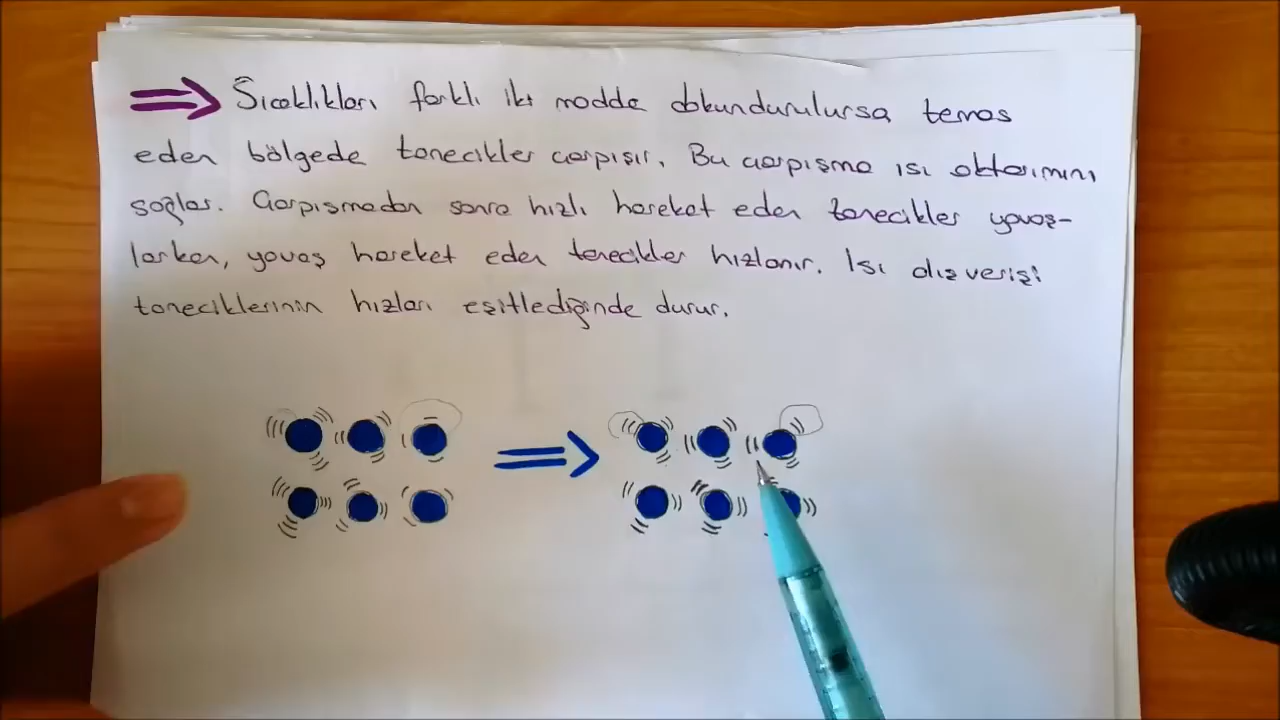 Sıcaklıkları farklı iki madde dokundurulursa temas
eden bölgede tanecikler çarpışır. Bu çarpışma ısı aktarımını
sağlar. Çarpışmadan sonra hızlı hareket eden tanecikler yavaş-
larken, yavaş hareket eden tanecikler hızlanır. Isı alışverişi
taneciklerinin hızları eşitlediğinde durur.